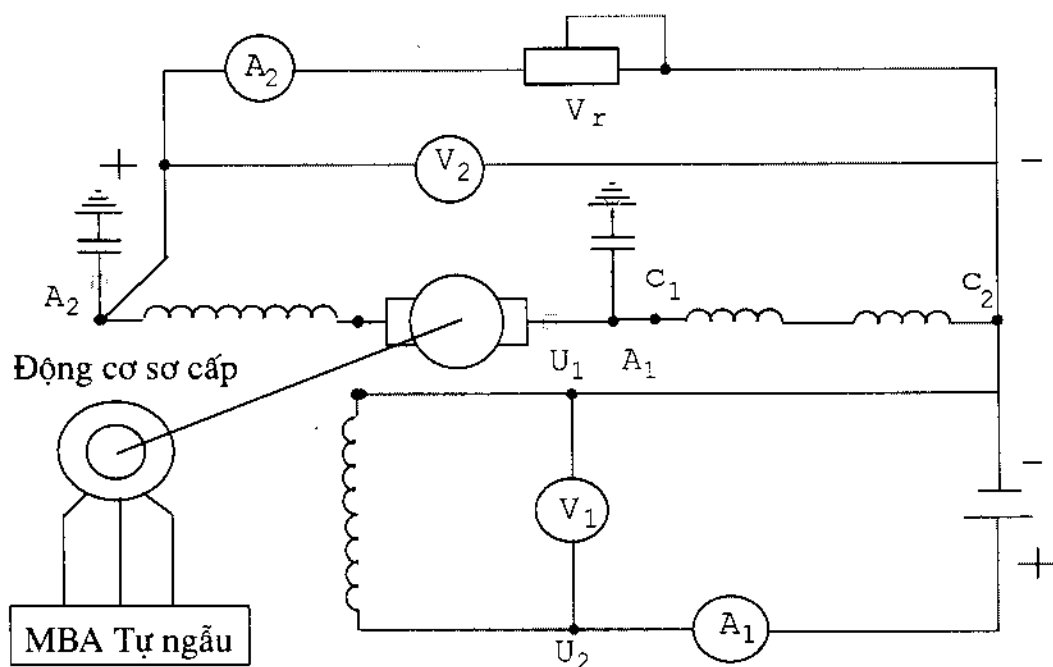 A2
Vr
+
V2
-
A2
C1
C2
U1
A1
Động cơ sơ cấp
V1
-
+
MBA Tự ngẫu
A1
U2